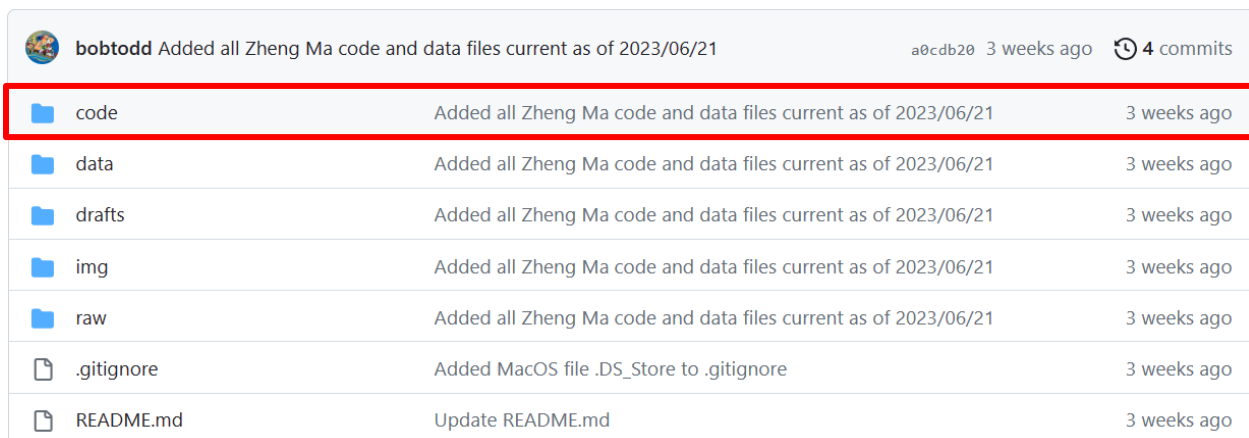 bobtodd Added all Zheng Ma code and data files current as of 2023/06/21 a0cdb20 3 weeks ago 4 commits
code Added all Zheng Ma code and data files current as of 2023/06/21 3 weeks ago
data Added all Zheng Ma code and data files current as of 2023/06/21 3 weeks ago
drafts Added all Zheng Ma code and data files current as of 2023/06/21 3 weeks ago
img Added all Zheng Ma code and data files current as of 2023/06/21 3 weeks ago
raw Added all Zheng Ma code and data files current as of 2023/06/21 3 weeks ago
.gitignore Added MacOS file .DS_Store to .gitignore 3 weeks ago
README.md Update README.md 3 weeks ago